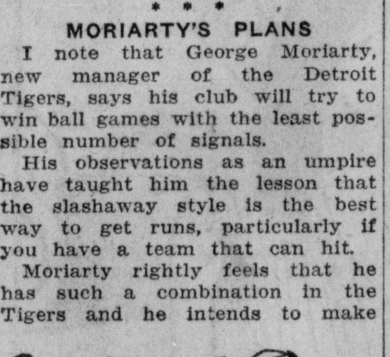 * * *
MORIARTY'S PLANS
I note that George Moriarty,
new manager of the Detroit
Tigers, says his club will try to
win ball games with the least pos-
sible number of signals.
His observations as an umpire
have taught him the lesson that
the slashaway style is the best
way to get runs, particularly if
you have a team that can hit.
Moriarty rightly feels that he
has such a combination in the
Tigers and he intends to make